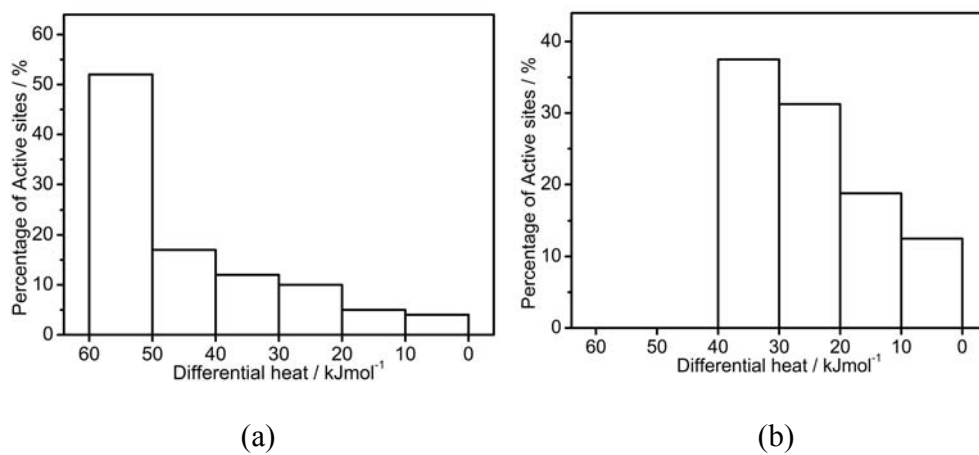 Percentage of Active sites / %
60
50
40
30
20
10
0
60 50 40 30 20 10 0
Differential heat / kJmol⁻¹
(a)
Percentage of Active sites / %
40
30
20
10
0
60 50 40 30 20 10 0
Differential heat / kJmol⁻¹
(b)